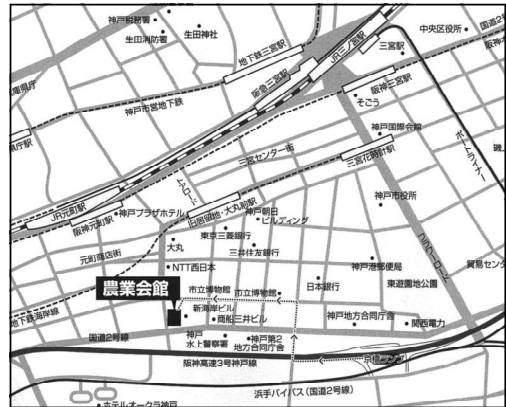 神戸税務署
生田神社
生田消防署
地下鉄三宮駅
阪急三宮駅
JR三ノ宮駅
三宮駅
中央区役所
国道2号線
阪神三宮駅
そごう
神戸市営地下鉄
神戸国際会館
ポートライナー
三宮センター街
三宮花時計駅
トアロード
JR元町駅
阪神元町駅
神戸プラザホテル
旧居留地・大丸前駅
神戸朝日
ビルディング
神戸市役所
フラワーロード
東京三菱銀行
三井住友銀行
大丸
元町商店街
NTT西日本
神戸港郵便局
貿易セン
東遊園地公園
日本銀行
農業会館
市立博物館
市立博物館
新海岸ビル
商船三井ビル
神戸地方合同庁舎
関西電力
地下鉄海岸線
国道2号線
神戸
水上警察署
神戸第2
地方合同庁舎
京橋ランプ
阪神高速3号神戸線
浜手バイパス(国道2号線)
ホテルオークラ神戸